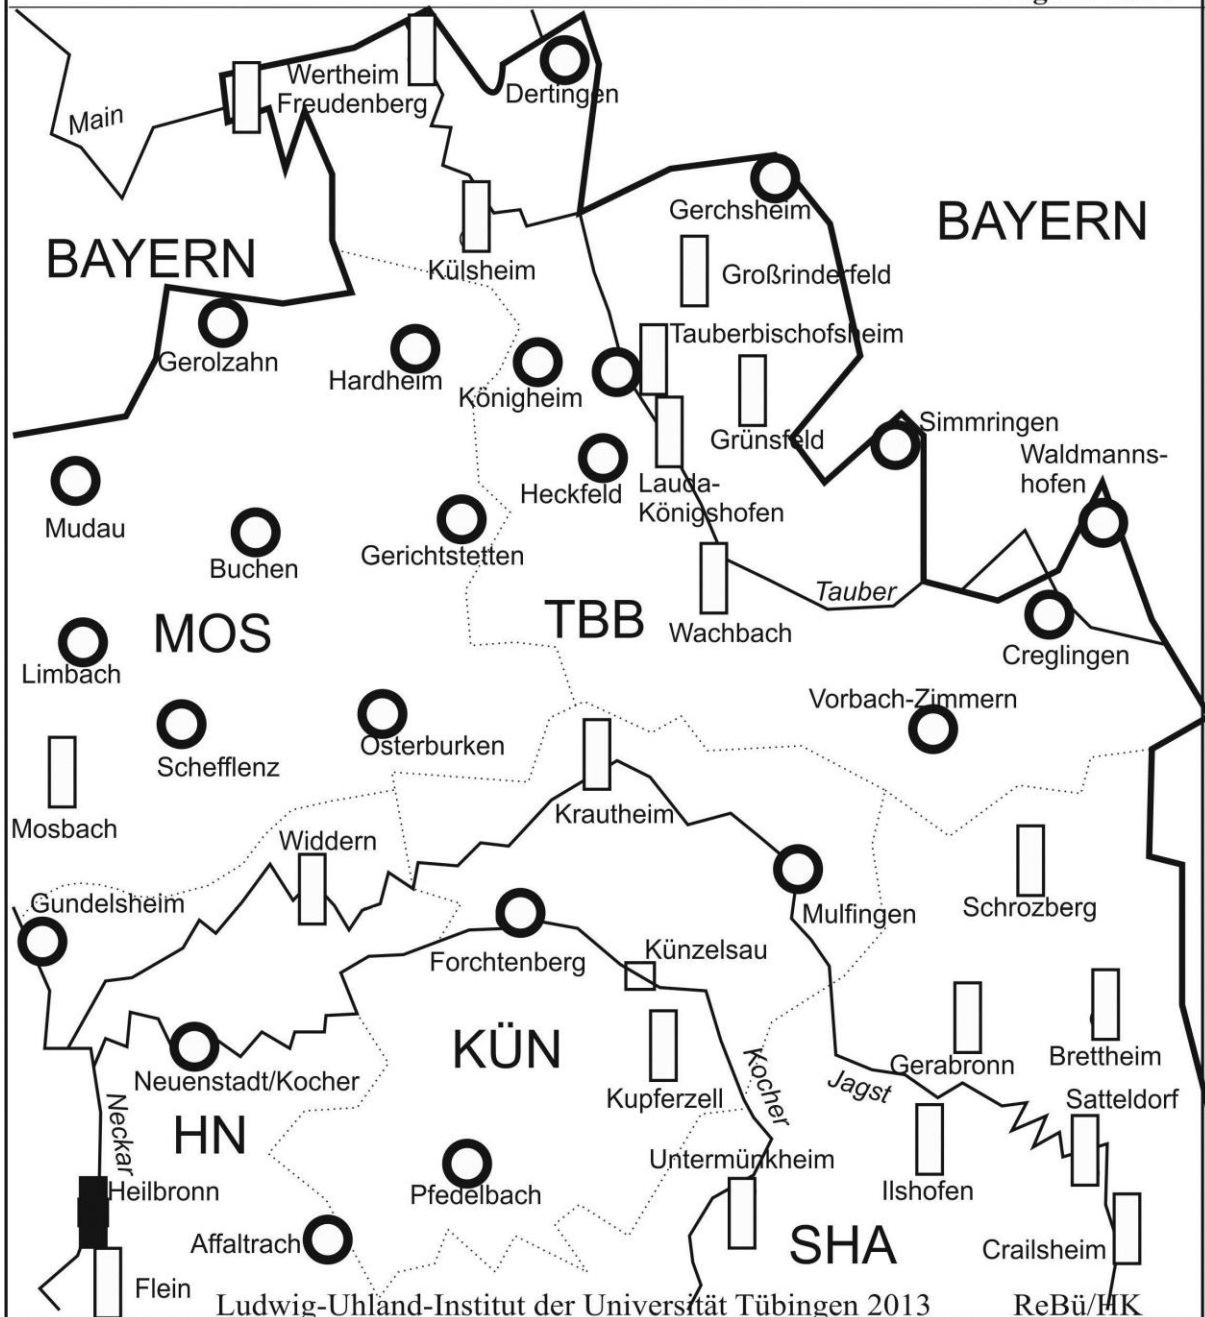 Wertheim
Freudenberg
Dertingen
Main
Gerchsheim
BAYERN
BAYERN
Külsheim
Großrinderfeld
Tauberbischofsheim
Gerolzahn
Hardheim
Königheim
Grünsfeld
Simmringen
Waldmanns-
hofen
Heckfeld
Lauda-
Königshofen
Mudau
Buchen
Gerichtstetten
MOS
TBB
Tauber
Wachbach
Creglingen
Limbach
Vorbach-Zimmern
Osterburken
Schefflenz
Mosbach
Krautheim
Widdern
Gundelsheim
Mulfingen
Schrozberg
Forchtenberg
Künzelsau
KÜN
Neuenstadt/Kocher
Kupferzell
Kocher
Jagst
Gerabronn
Brettheim
Satteldorf
Neckar
HN
Heilbronn
Pfedelbach
Untermünkheim
Ilshofen
Affaltrach
SHA
Crailsheim
Flein
Ludwig-Uhland-Institut der Universität Tübingen 2013
ReBü/HK